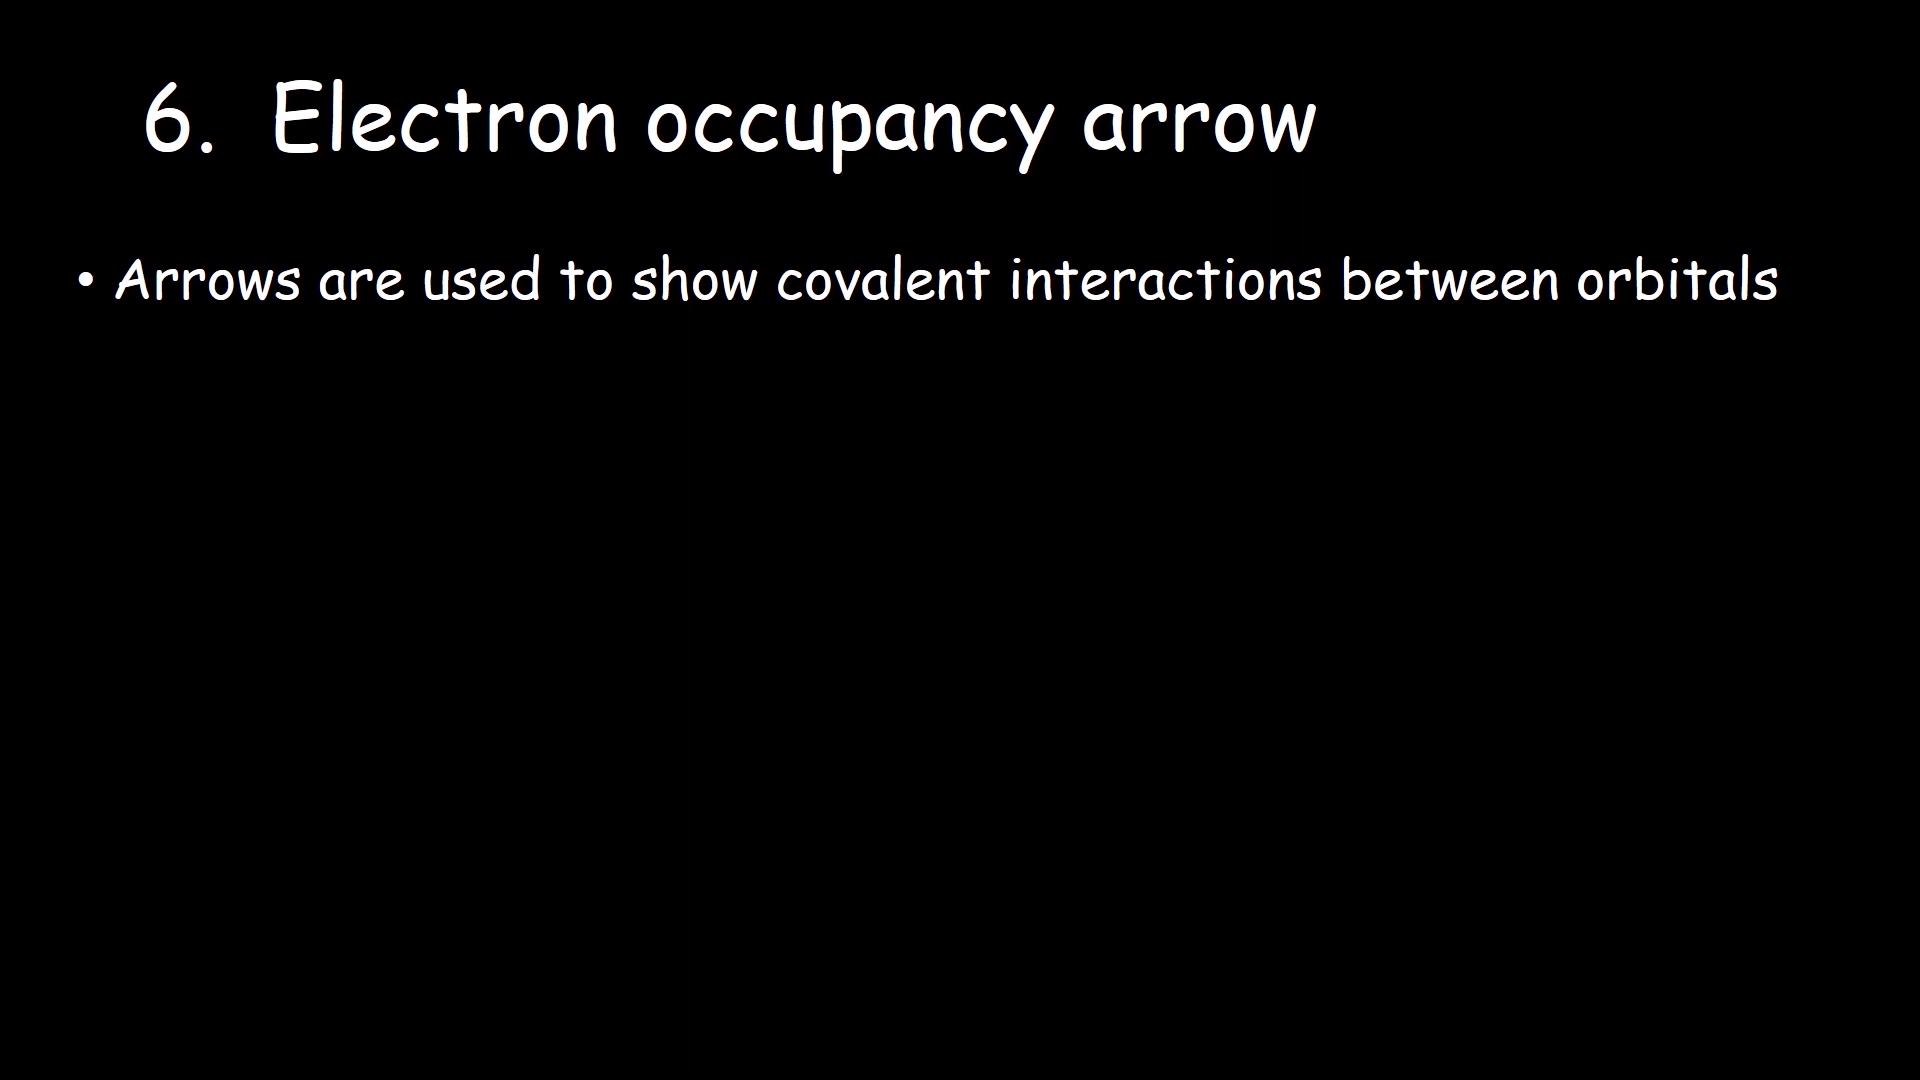 6. Electron occupancy arrow
• Arrows are used to show covalent interactions between orbitals